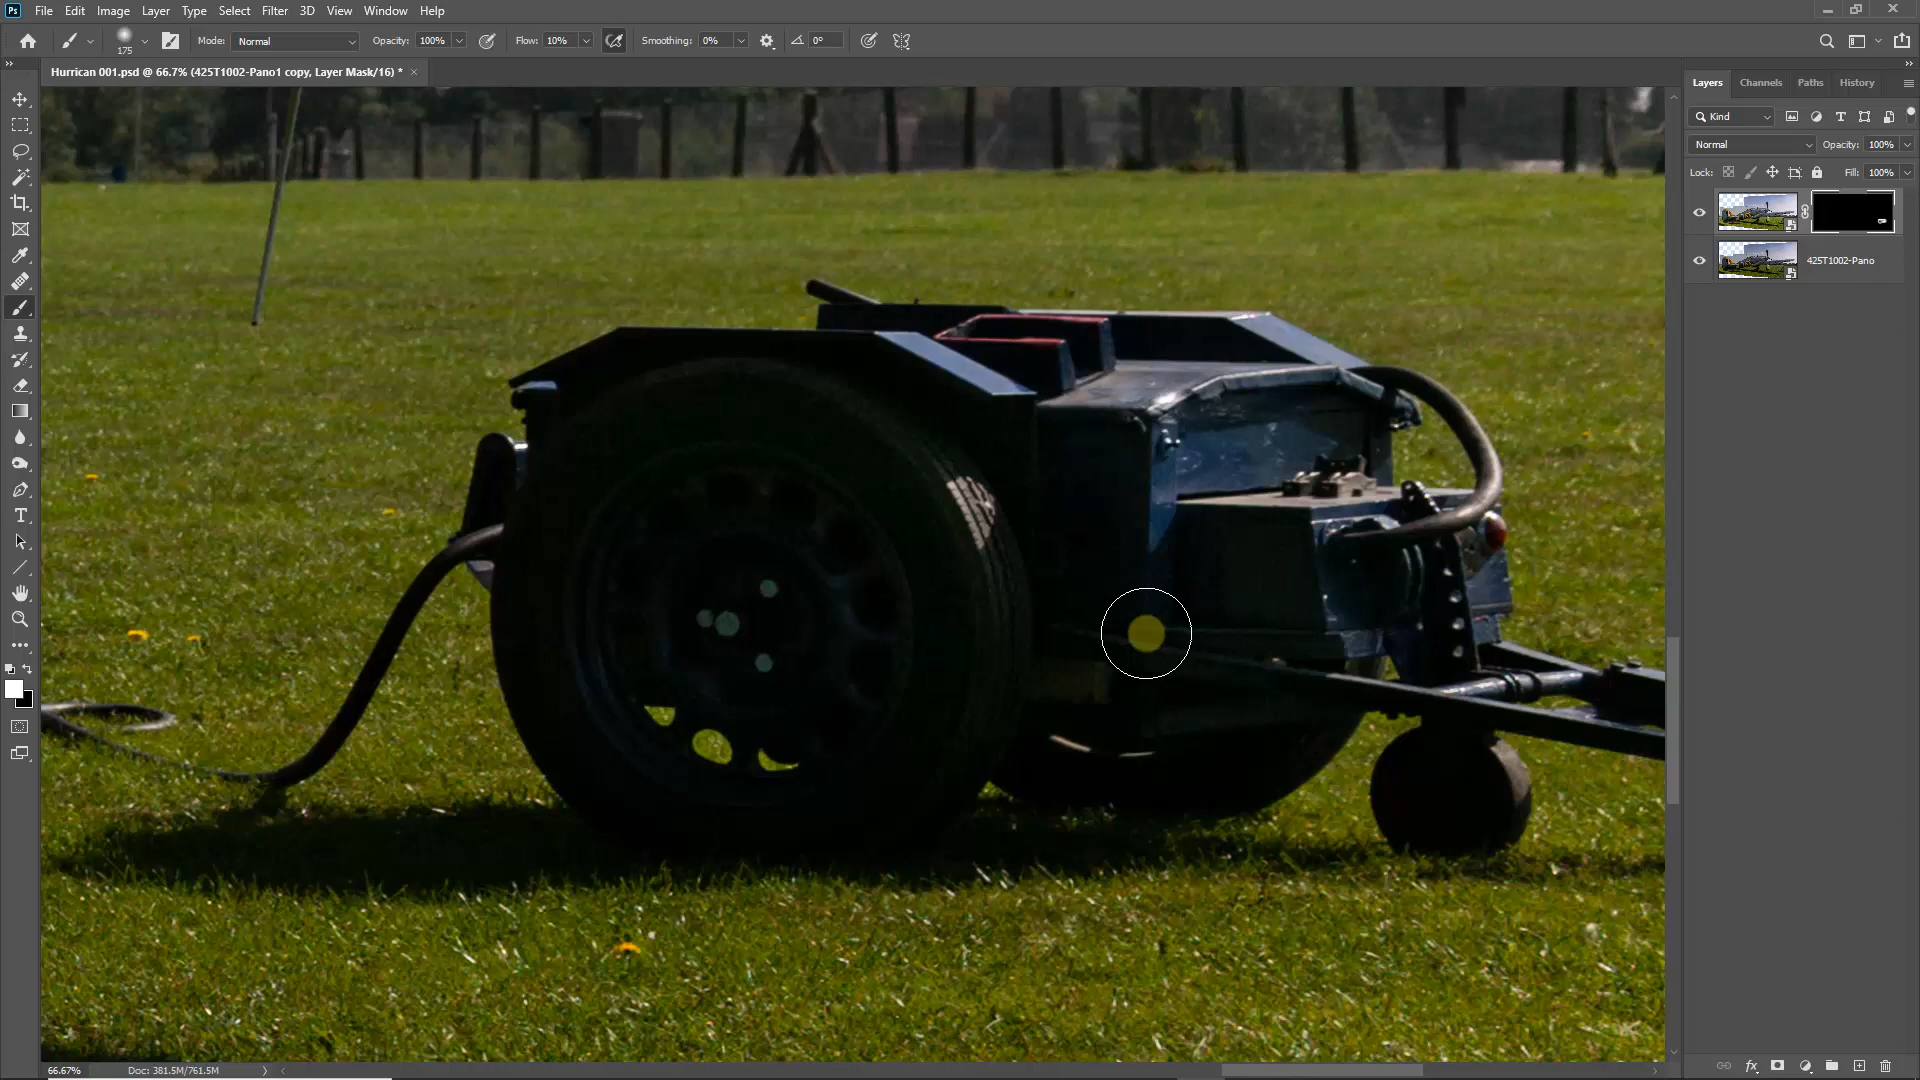 Ps File Edit Image Layer Type Select Filter 3D View Window Help
175 Mode: Normal Opacity: 100% Flow: 10% Smoothing: 0% 0°
Hurrican 001.psd @ 66.7% (425T1002-Pano1 copy, Layer Mask/16) * ×
Layers Channels Paths History
Kind
Normal Opacity: 100%
Lock: Fill: 100%
425T1002-Pano
66.67% Doc: 381.5M/761.5M